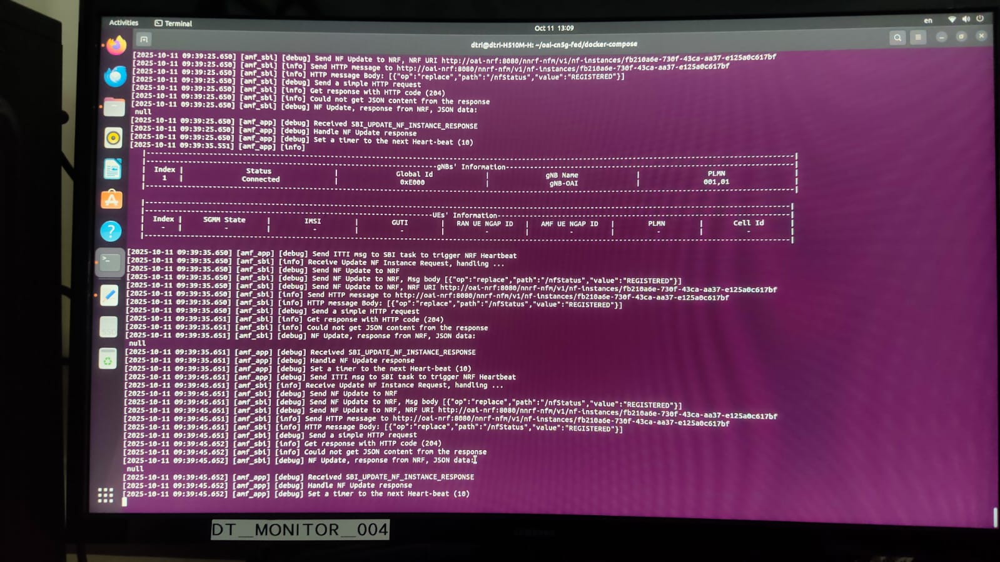 Activities
Terminal
Oct 11 13:09
en
dtri@dtri-H510M-H: ~/oai-cn5g-fed/docker-compose
[2025-10-11 09:39:25.650] [amf_sbi] [debug] Send NF Update to NRF, NRF URI http://oai-nrf:8080/nnrf-nfm/v1/nf-instances/fb210a6e-730f-43ca-aa37-e125a0c617bf
[2025-10-11 09:39:25.650] [amf_sbi] [info] Send HTTP message to http://oai-nrf:8080/nnrf-nfm/v1/nf-instances/fb210a6e-730f-43ca-aa37-e125a0c617bf
[2025-10-11 09:39:25.650] [amf_sbi] [info] HTTP message Body: [{"op":"replace","path":"/nfStatus","value":"REGISTERED"}]
[2025-10-11 09:39:25.650] [amf_sbi] [debug] Send a simple HTTP request
[2025-10-11 09:39:25.650] [amf_sbi] [info] Get response with HTTP code (204)
[2025-10-11 09:39:25.650] [amf_sbi] [info] Could not get JSON content from the response
[2025-10-11 09:39:25.650] [amf_sbi] [debug] NF Update, response from NRF, JSON data:
null
[2025-10-11 09:39:25.650] [amf_app] [debug] Received SBI_UPDATE_NF_INSTANCE_RESPONSE
[2025-10-11 09:39:25.650] [amf_app] [debug] Handle NF Update response
[2025-10-11 09:39:25.650] [amf_app] [debug] Set a timer to the next Heart-beat (10)
[2025-10-11 09:39:35.551] [amf_app] [info]
gNBs' Information
Index | Status | Global Id | gNB Name | PLMN
1 | Connected | 0xE000 | gNB-OAI | 001,01
UEs' Information
Index | 5GMM State | IMSI | GUTI | RAN UE NGAP ID | AMF UE NGAP ID | PLMN | Cell Id
- | - | - | - | - | - | - | -
[2025-10-11 09:39:35.650] [amf_app] [debug] Send ITTI msg to SBI task to trigger NRF Heartbeat
[2025-10-11 09:39:35.650] [amf_sbi] [info] Receive Update NF Instance Request, handling ...
[2025-10-11 09:39:35.650] [amf_sbi] [debug] Send NF Update to NRF
[2025-10-11 09:39:35.650] [amf_sbi] [debug] Send NF Update to NRF, Msg body [{"op":"replace","path":"/nfStatus","value":"REGISTERED"}]
[2025-10-11 09:39:35.650] [amf_sbi] [debug] Send NF Update to NRF, NRF URI http://oai-nrf:8080/nnrf-nfm/v1/nf-instances/fb210a6e-730f-43ca-aa37-e125a0c617bf
[2025-10-11 09:39:35.650] [amf_sbi] [info] Send HTTP message to http://oai-nrf:8080/nnrf-nfm/v1/nf-instances/fb210a6e-730f-43ca-aa37-e125a0c617bf
[2025-10-11 09:39:35.650] [amf_sbi] [info] HTTP message Body: [{"op":"replace","path":"/nfStatus","value":"REGISTERED"}]
[2025-10-11 09:39:35.650] [amf_sbi] [debug] Send a simple HTTP request
[2025-10-11 09:39:35.651] [amf_sbi] [info] Get response with HTTP code (204)
[2025-10-11 09:39:35.651] [amf_sbi] [info] Could not get JSON content from the response
[2025-10-11 09:39:35.651] [amf_sbi] [debug] NF Update, response from NRF, JSON data:
null
[2025-10-11 09:39:35.651] [amf_app] [debug] Received SBI_UPDATE_NF_INSTANCE_RESPONSE
[2025-10-11 09:39:35.651] [amf_app] [debug] Handle NF Update response
[2025-10-11 09:39:35.651] [amf_app] [debug] Set a timer to the next Heart-beat (10)
[2025-10-11 09:39:45.651] [amf_app] [debug] Send ITTI msg to SBI task to trigger NRF Heartbeat
[2025-10-11 09:39:45.651] [amf_sbi] [info] Receive Update NF Instance Request, handling ...
[2025-10-11 09:39:45.651] [amf_sbi] [debug] Send NF Update to NRF
[2025-10-11 09:39:45.651] [amf_sbi] [debug] Send NF Update to NRF, Msg body [{"op":"replace","path":"/nfStatus","value":"REGISTERED"}]
[2025-10-11 09:39:45.651] [amf_sbi] [debug] Send NF Update to NRF, NRF URI http://oai-nrf:8080/nnrf-nfm/v1/nf-instances/fb210a6e-730f-43ca-aa37-e125a0c617bf
[2025-10-11 09:39:45.651] [amf_sbi] [info] Send HTTP message to http://oai-nrf:8080/nnrf-nfm/v1/nf-instances/fb210a6e-730f-43ca-aa37-e125a0c617bf
[2025-10-11 09:39:45.651] [amf_sbi] [info] HTTP message Body: [{"op":"replace","path":"/nfStatus","value":"REGISTERED"}]
[2025-10-11 09:39:45.651] [amf_sbi] [debug] Send a simple HTTP request
[2025-10-11 09:39:45.652] [amf_sbi] [info] Get response with HTTP code (204)
[2025-10-11 09:39:45.652] [amf_sbi] [info] Could not get JSON content from the response
[2025-10-11 09:39:45.652] [amf_sbi] [debug] NF Update, response from NRF, JSON data:
null
[2025-10-11 09:39:45.652] [amf_app] [debug] Received SBI_UPDATE_NF_INSTANCE_RESPONSE
[2025-10-11 09:39:45.652] [amf_app] [debug] Handle NF Update response
[2025-10-11 09:39:45.652] [amf_app] [debug] Set a timer to the next Heart-beat (10)
DT_MONITOR_004